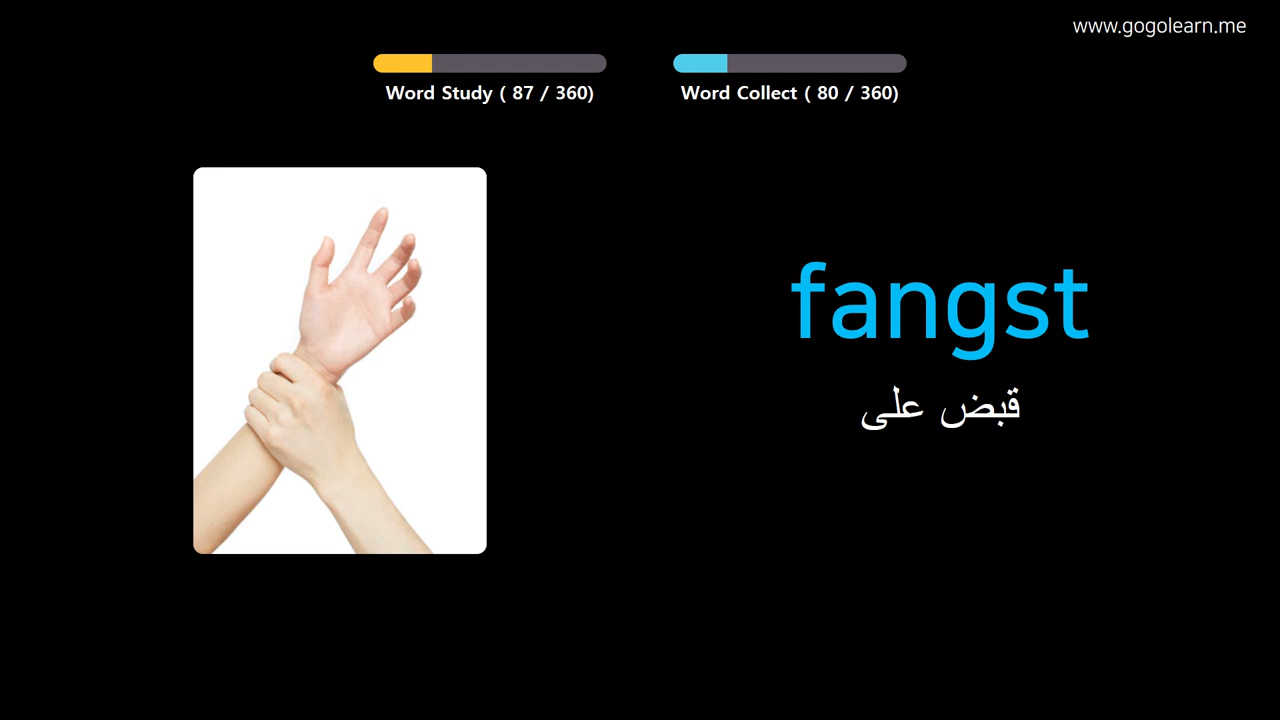 www.gogolearn.me
Word Study ( 87 / 360)
Word Collect ( 80 / 360)
fangst
قبض على